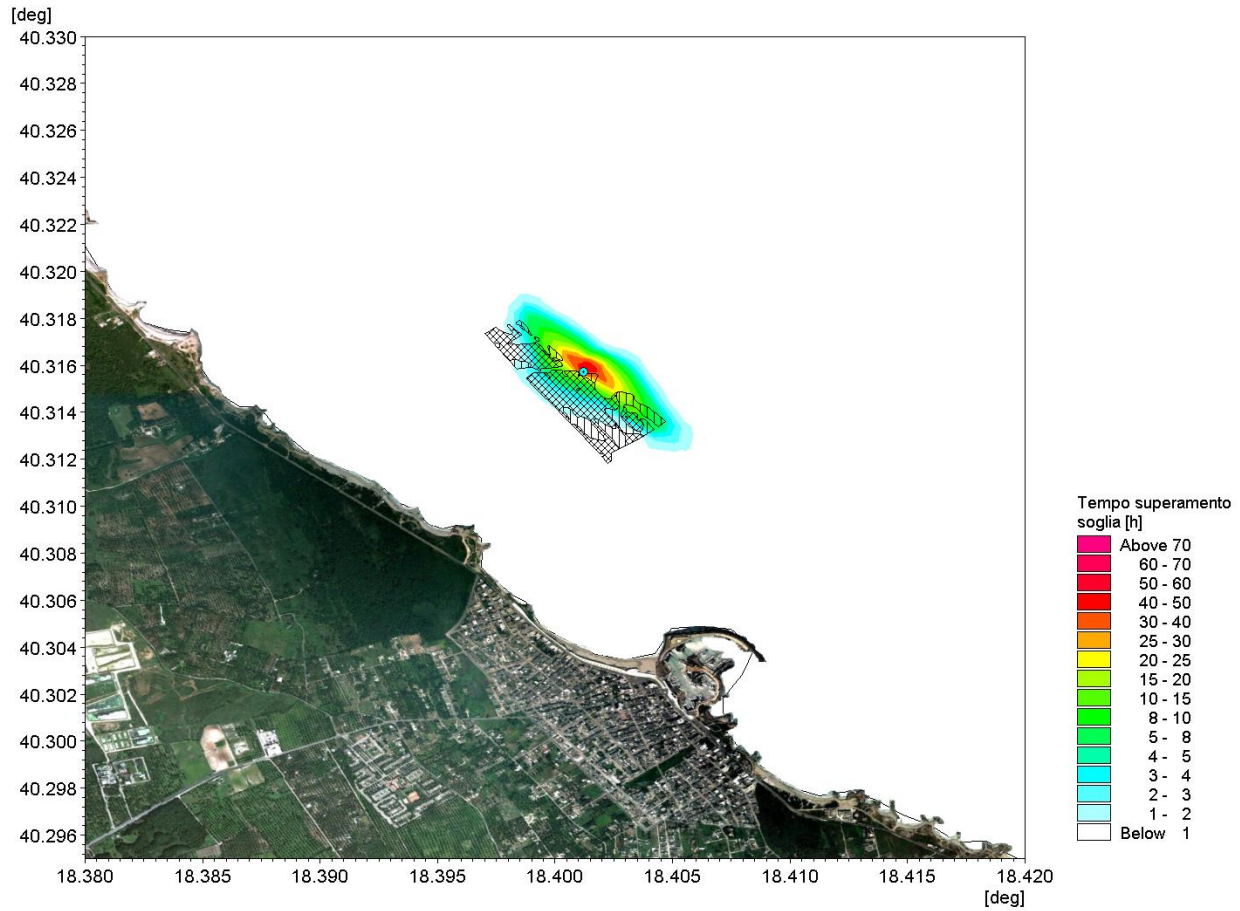 [deg]
40.330
40.328
40.326
40.324
40.322
40.320
40.318
40.316
40.314
40.312
40.310
40.308
40.306
40.304
40.302
40.300
40.298
40.296
18.380 18.385 18.390 18.395 18.400 18.405 18.410 18.415 18.420
[deg]
Tempo superamento
soglia [h]
Above 70
60 - 70
50 - 60
40 - 50
30 - 40
25 - 30
20 - 25
15 - 20
10 - 15
8 - 10
5 - 8
4 - 5
3 - 4
2 - 3
1 - 2
Below 1